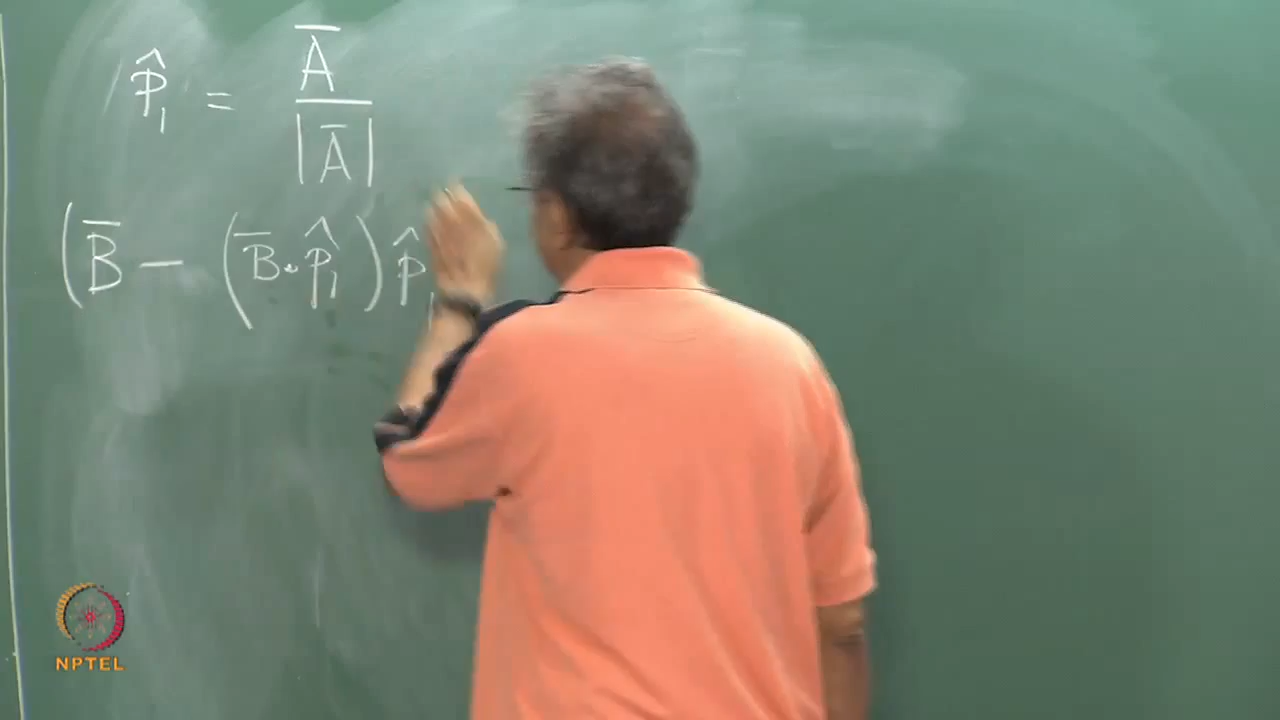 p̂₁ = A̅ / |A̅|
(B̅ − (B̅ • p̂₁) p̂₁
NPTEL